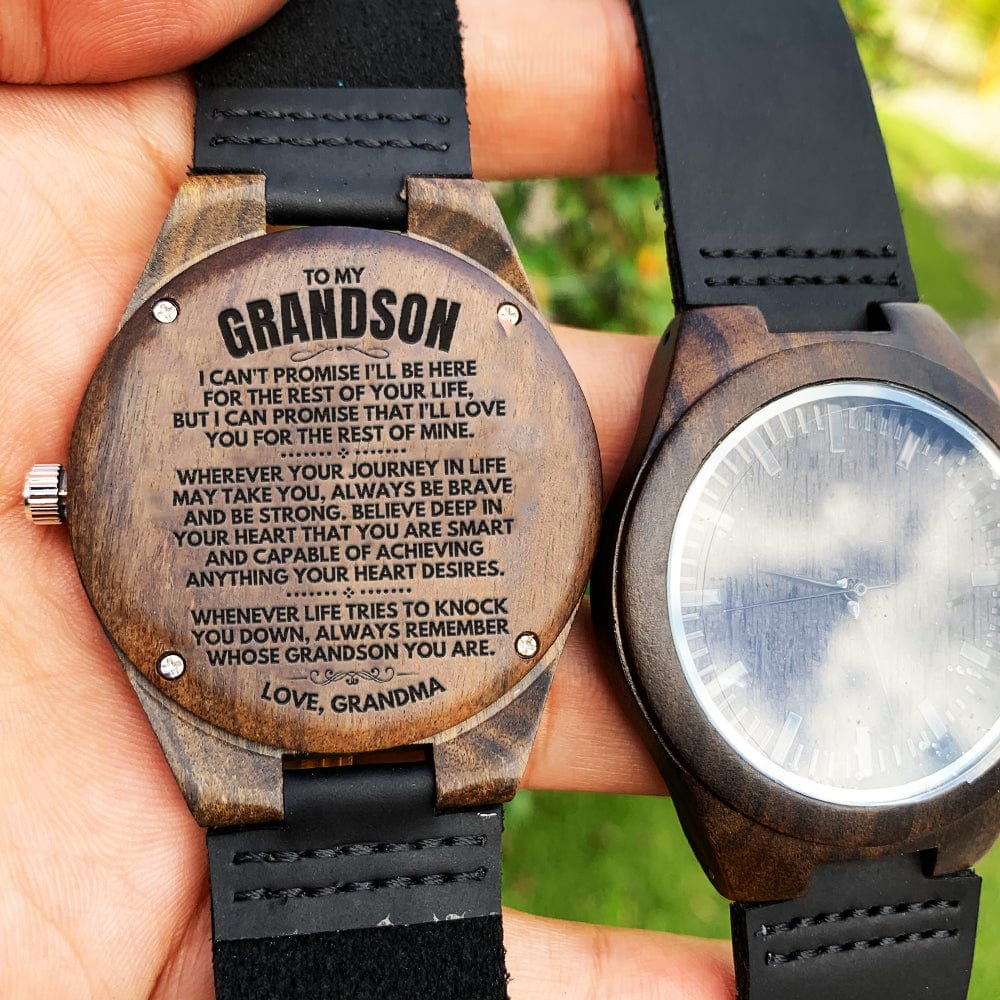 TO MY
GRANDSON
I CAN'T PROMISE I'LL BE HERE
FOR THE REST OF YOUR LIFE,
BUT I CAN PROMISE THAT I'LL LOVE
YOU FOR THE REST OF MINE.
WHEREVER YOUR JOURNEY IN LIFE
MAY TAKE YOU, ALWAYS BE BRAVE
AND BE STRONG. BELIEVE DEEP IN
YOUR HEART THAT YOU ARE SMART
AND CAPABLE OF ACHIEVING
ANYTHING YOUR HEART DESIRES.
WHENEVER LIFE TRIES TO KNOCK
YOU DOWN, ALWAYS REMEMBER
WHOSE GRANDSON YOU ARE.
LOVE, GRANDMA